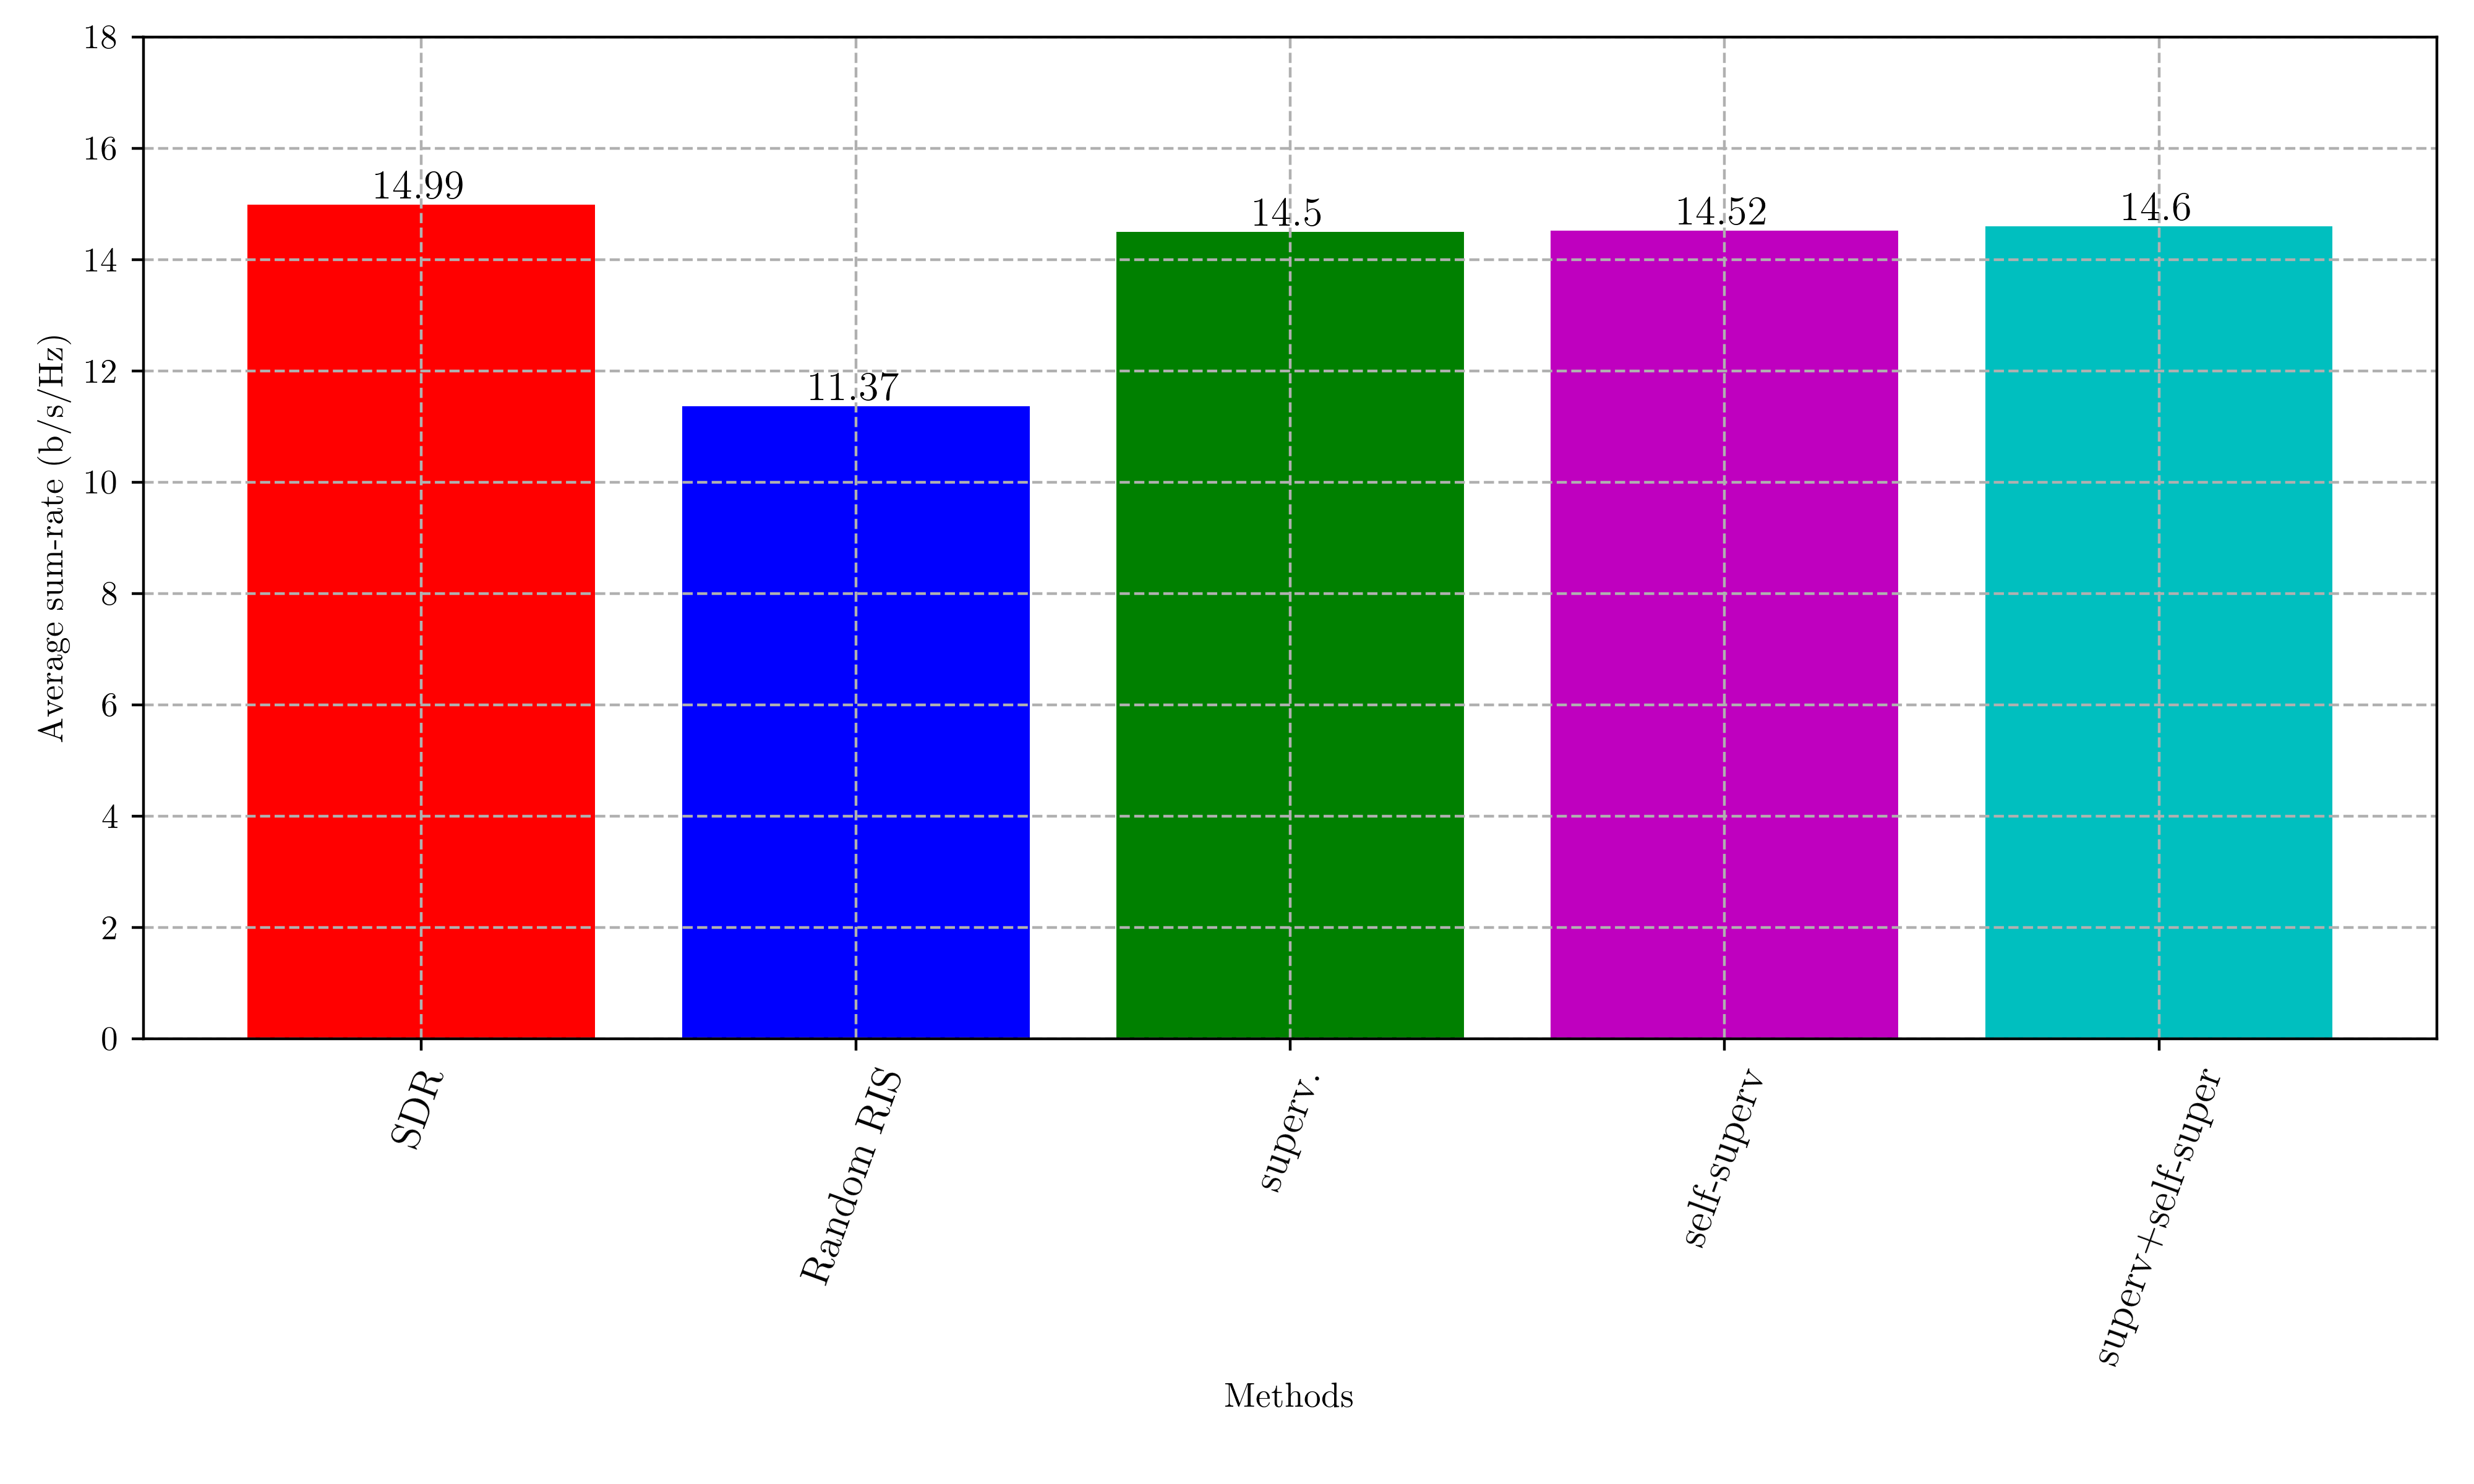 18
16
14
12
10
8
6
4
2
0
Average sum-rate (b/s/Hz)
14.99
11.37
14.5
14.52
14.6
SDR
Random RIS
superv.
self-superv
superv+self-super
Methods